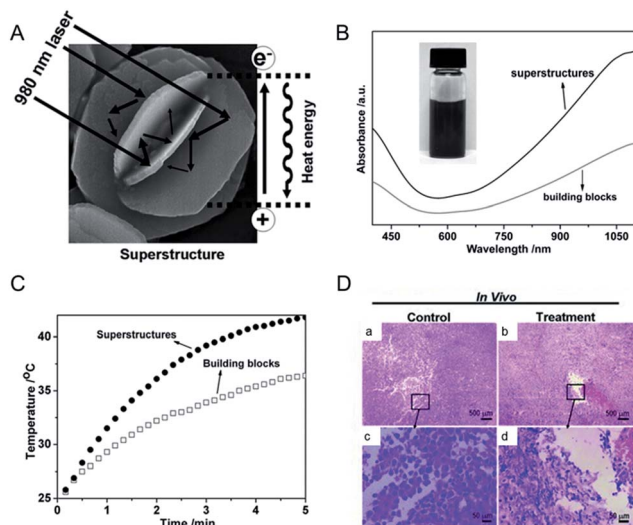 A
980 nm laser
e-
Heat energy
+
Superstructure
B
Absorbance/a.u.
superstructures
building blocks
450 600 750 900 1050
Wavelength /nm
C
Temperature /°C
40
35
30
25
Superstructures
Building blocks
0 1 2 3 4 5
Time /min
D
In Vivo
Control Treatment
a b
500 μm 500 μm
c d
50 μm 50 μm